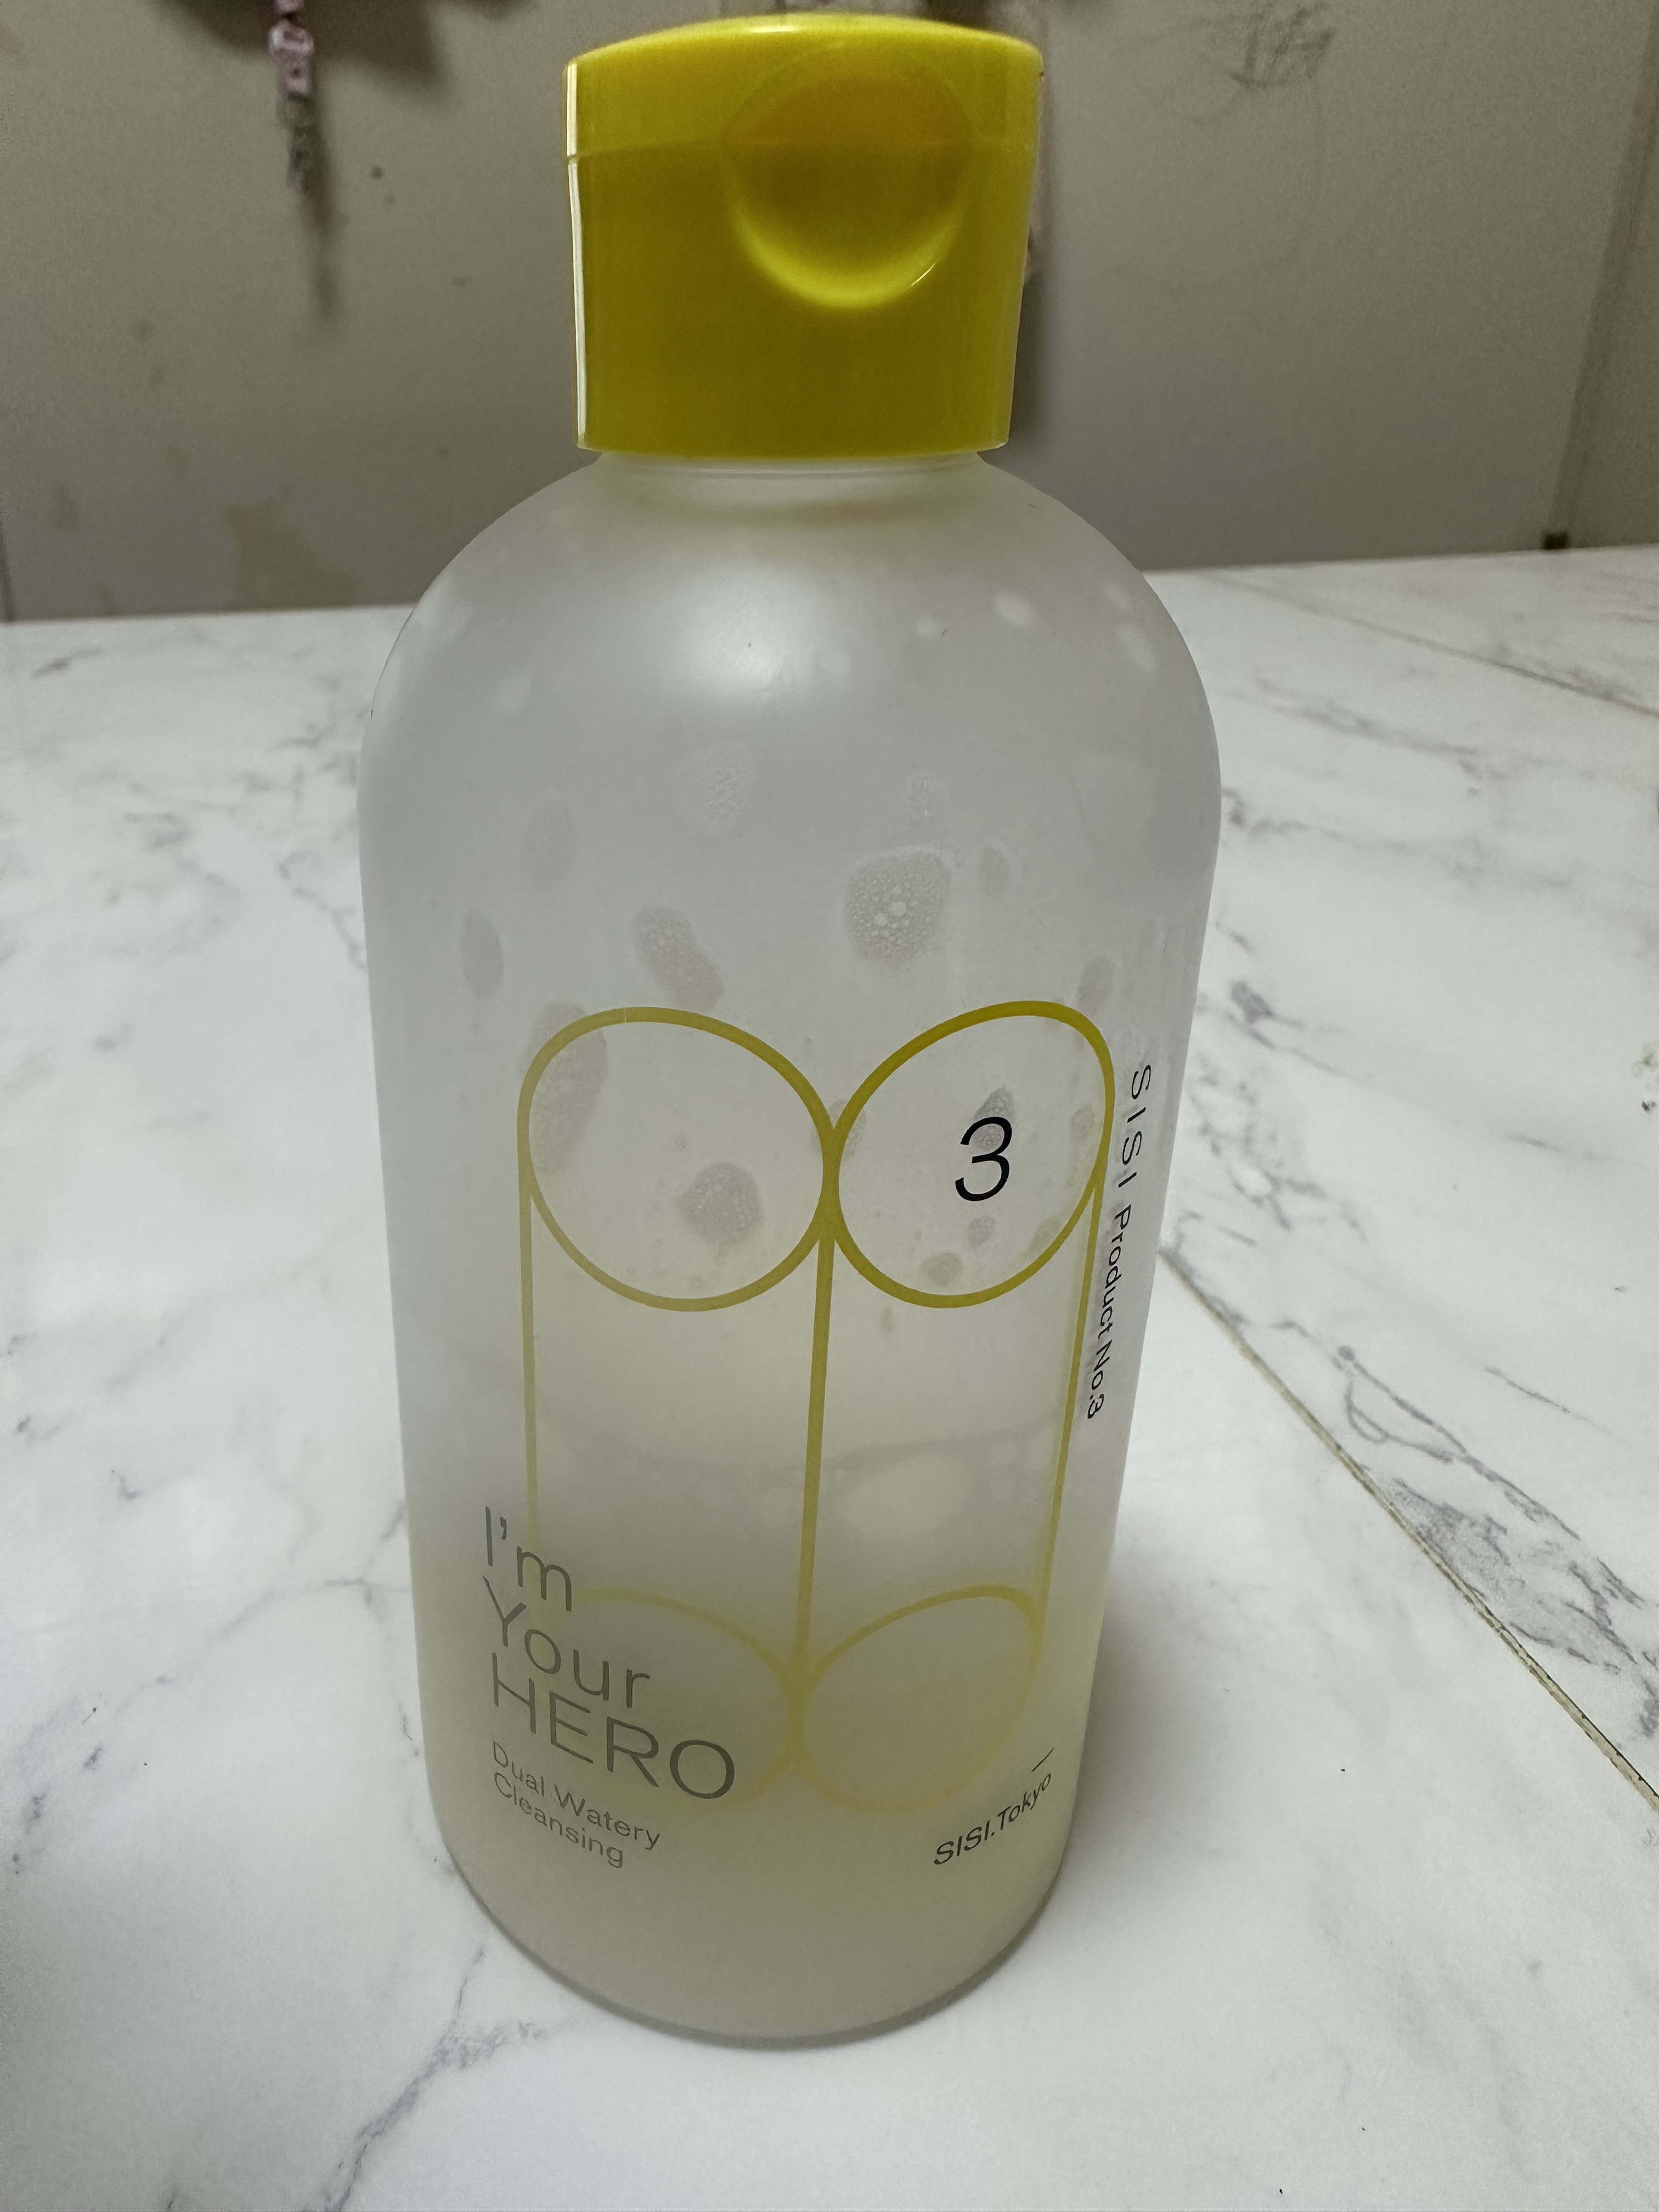 3
SISI Product No.3
I'm
Your
HERO
Dual Watery
Cleansing
SISI.Tokyo